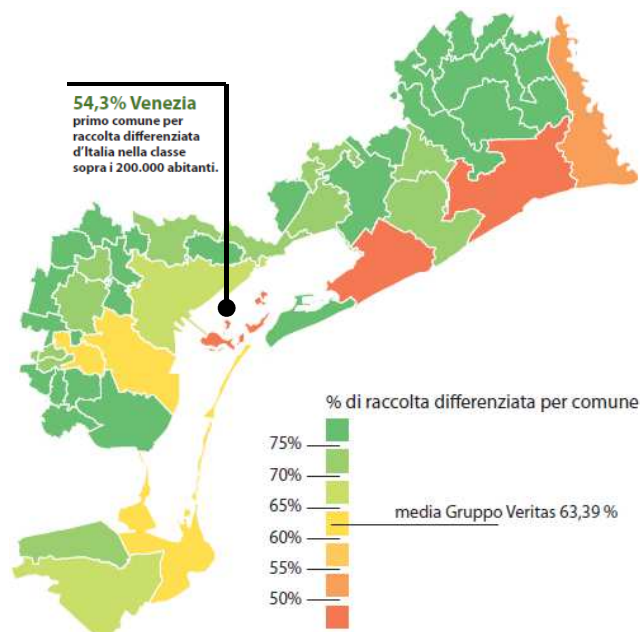 54,3% Venezia
primo comune per
raccolta differenziata
d'Italia nella classe
sopra i 200.000 abitanti.
% di raccolta differenziata per comune
75%
70%
65%
media Gruppo Veritas 63,39 %
60%
55%
50%